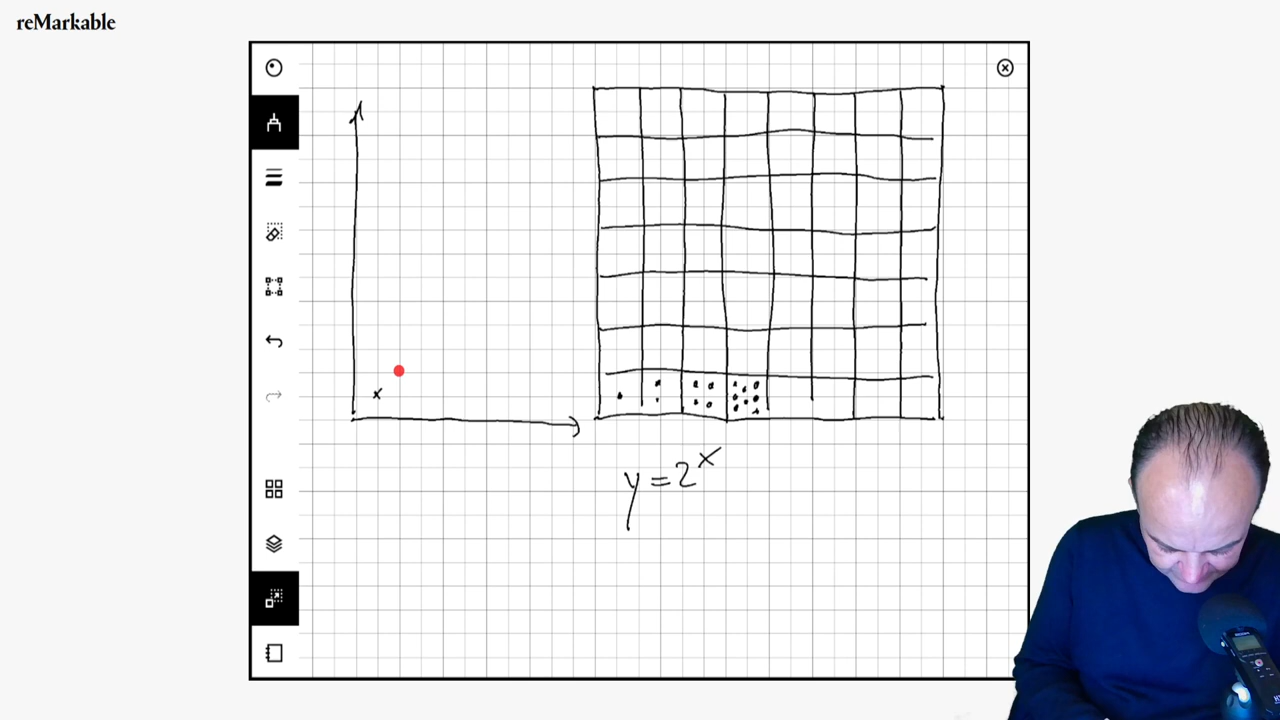 reMarkable
x
y = 2^x